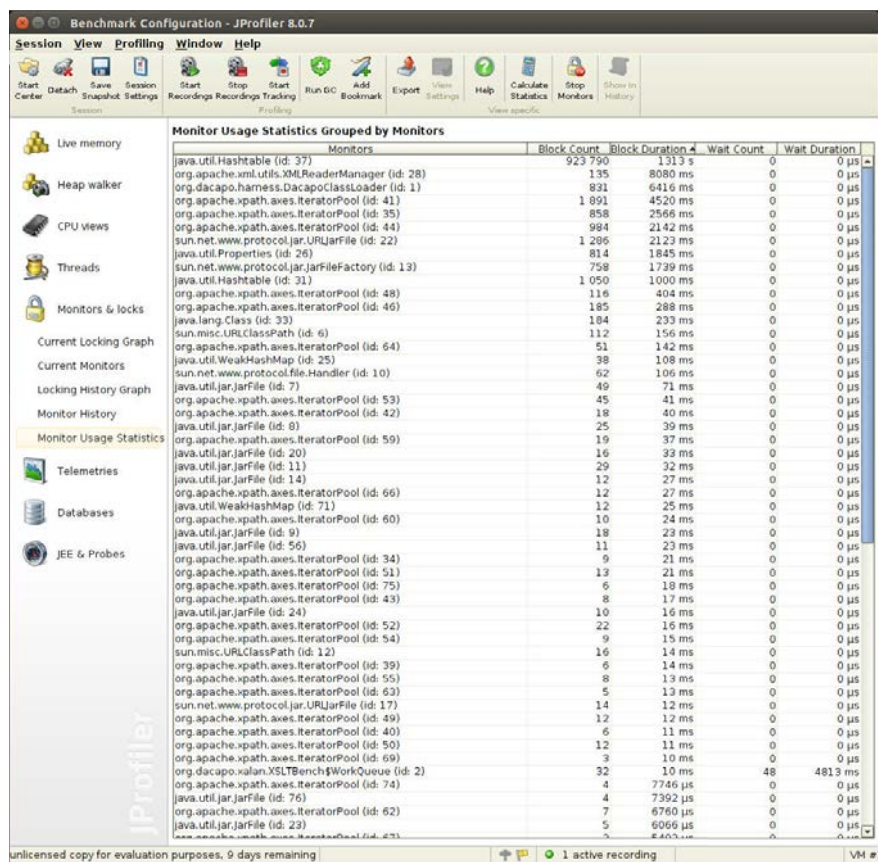 Benchmark Configuration - JProfiler 8.0.7
Session View Profiling Window Help
Start Center Detach Save Snapshot Session Settings Start Recordings Stop Recordings Start Tracking Run GC Add Bookmark Export View Settings Help Calculate Statistics Stop Monitors Show in History
Session Profiling View specific
Live memory
Heap walker
CPU views
Threads
Monitors & locks
Current Locking Graph
Current Monitors
Locking History Graph
Monitor History
Monitor Usage Statistics
Telemetries
Databases
JEE & Probes
JProfiler
Monitor Usage Statistics Grouped by Monitors
Monitors Block Count Block Duration Wait Count Wait Duration
java.util.Hashtable (id: 37) 923 790 1313 s 0 0 µs
org.apache.xml.utils.XMLReaderManager (id: 28) 135 8080 ms 0 0 µs
org.dacapo.harness.DacapoClassLoader (id: 1) 831 6416 ms 0 0 µs
org.apache.xpath.axes.IteratorPool (id: 41) 1 891 4520 ms 0 0 µs
org.apache.xpath.axes.IteratorPool (id: 35) 858 2566 ms 0 0 µs
org.apache.xpath.axes.IteratorPool (id: 44) 984 2142 ms 0 0 µs
sun.net.www.protocol.jar.URLJarFile (id: 22) 1 286 2123 ms 0 0 µs
java.util.Properties (id: 26) 814 1845 ms 0 0 µs
sun.net.www.protocol.jar.JarFileFactory (id: 13) 758 1739 ms 0 0 µs
java.util.Hashtable (id: 31) 1 050 1000 ms 0 0 µs
org.apache.xpath.axes.IteratorPool (id: 48) 116 404 ms 0 0 µs
org.apache.xpath.axes.IteratorPool (id: 46) 185 288 ms 0 0 µs
java.lang.Class (id: 33) 184 233 ms 0 0 µs
sun.misc.URLClassPath (id: 6) 112 156 ms 0 0 µs
org.apache.xpath.axes.IteratorPool (id: 64) 51 142 ms 0 0 µs
java.util.WeakHashMap (id: 25) 38 108 ms 0 0 µs
sun.net.www.protocol.file.Handler (id: 10) 62 106 ms 0 0 µs
java.util.jar.JarFile (id: 7) 49 71 ms 0 0 µs
org.apache.xpath.axes.IteratorPool (id: 53) 45 41 ms 0 0 µs
org.apache.xpath.axes.IteratorPool (id: 42) 18 40 ms 0 0 µs
java.util.jar.JarFile (id: 8) 25 39 ms 0 0 µs
org.apache.xpath.axes.IteratorPool (id: 59) 19 37 ms 0 0 µs
java.util.jar.JarFile (id: 20) 16 33 ms 0 0 µs
java.util.jar.JarFile (id: 11) 29 32 ms 0 0 µs
java.util.jar.JarFile (id: 14) 12 27 ms 0 0 µs
org.apache.xpath.axes.IteratorPool (id: 66) 12 27 ms 0 0 µs
java.util.WeakHashMap (id: 71) 12 25 ms 0 0 µs
org.apache.xpath.axes.IteratorPool (id: 60) 10 24 ms 0 0 µs
java.util.jar.JarFile (id: 9) 18 23 ms 0 0 µs
java.util.jar.JarFile (id: 56) 11 23 ms 0 0 µs
org.apache.xpath.axes.IteratorPool (id: 34) 9 21 ms 0 0 µs
org.apache.xpath.axes.IteratorPool (id: 51) 13 21 ms 0 0 µs
org.apache.xpath.axes.IteratorPool (id: 75) 6 18 ms 0 0 µs
org.apache.xpath.axes.IteratorPool (id: 43) 8 17 ms 0 0 µs
java.util.jar.JarFile (id: 24) 10 16 ms 0 0 µs
org.apache.xpath.axes.IteratorPool (id: 52) 22 16 ms 0 0 µs
org.apache.xpath.axes.IteratorPool (id: 54) 9 15 ms 0 0 µs
sun.misc.URLClassPath (id: 12) 16 14 ms 0 0 µs
org.apache.xpath.axes.IteratorPool (id: 39) 6 14 ms 0 0 µs
org.apache.xpath.axes.IteratorPool (id: 55) 8 13 ms 0 0 µs
org.apache.xpath.axes.IteratorPool (id: 63) 5 13 ms 0 0 µs
sun.net.www.protocol.jar.URLJarFile (id: 17) 14 12 ms 0 0 µs
org.apache.xpath.axes.IteratorPool (id: 49) 12 12 ms 0 0 µs
org.apache.xpath.axes.IteratorPool (id: 40) 6 11 ms 0 0 µs
org.apache.xpath.axes.IteratorPool (id: 50) 12 11 ms 0 0 µs
org.apache.xpath.axes.IteratorPool (id: 69) 3 10 ms 0 0 µs
org.dacapo.xalan.XSLTBench$WorkQueue (id: 2) 32 10 ms 48 4813 ms
org.apache.xpath.axes.IteratorPool (id: 74) 4 7746 µs 0 0 µs
java.util.jar.JarFile (id: 76) 4 7392 µs 0 0 µs
org.apache.xpath.axes.IteratorPool (id: 62) 7 6760 µs 0 0 µs
java.util.jar.JarFile (id: 23) 5 6066 µs 0 0 µs
unlicensed copy for evaluation purposes, 9 days remaining 1 active recording VM #